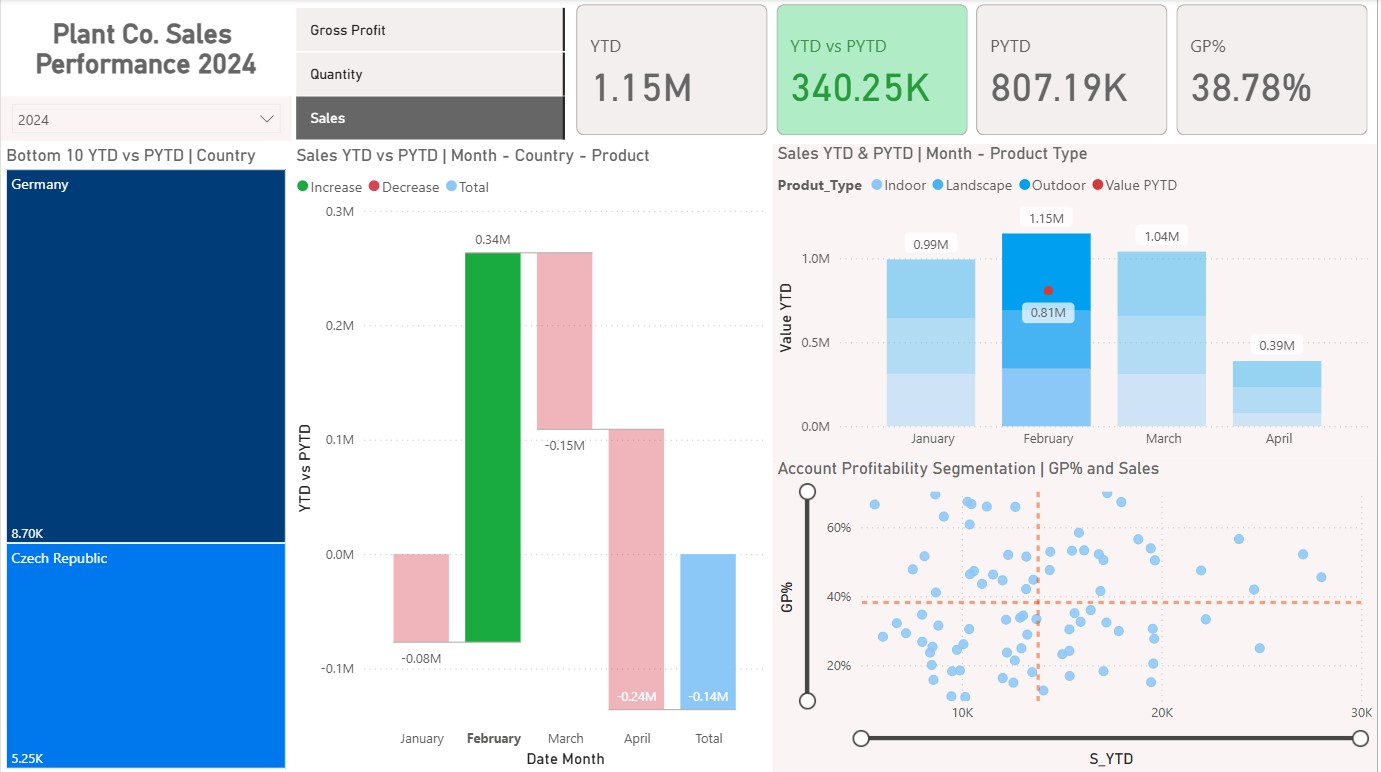 Plant Co. Sales
Performance 2024
2024
Gross Profit
Quantity
Sales
YTD
1.15M
YTD vs PYTD
340.25K
PYTD
807.19K
GP%
38.78%
Bottom 10 YTD vs PYTD | Country
Germany
8.70K
Czech Republic
5.25K
Sales YTD vs PYTD | Month - Country - Product
Increase Decrease Total
YTD vs PYTD
0.3M
0.2M
0.1M
0.0M
-0.1M
0.34M
-0.15M
-0.08M
-0.24M
-0.14M
January February March April Total
Date Month
Sales YTD & PYTD | Month - Product Type
Produt_Type Indoor Landscape Outdoor Value PYTD
Value YTD
1.0M
0.5M
0.0M
0.99M
1.15M
0.81M
1.04M
0.39M
January February March April
Account Profitability Segmentation | GP% and Sales
GP%
60%
40%
20%
10K 20K 30K
S_YTD